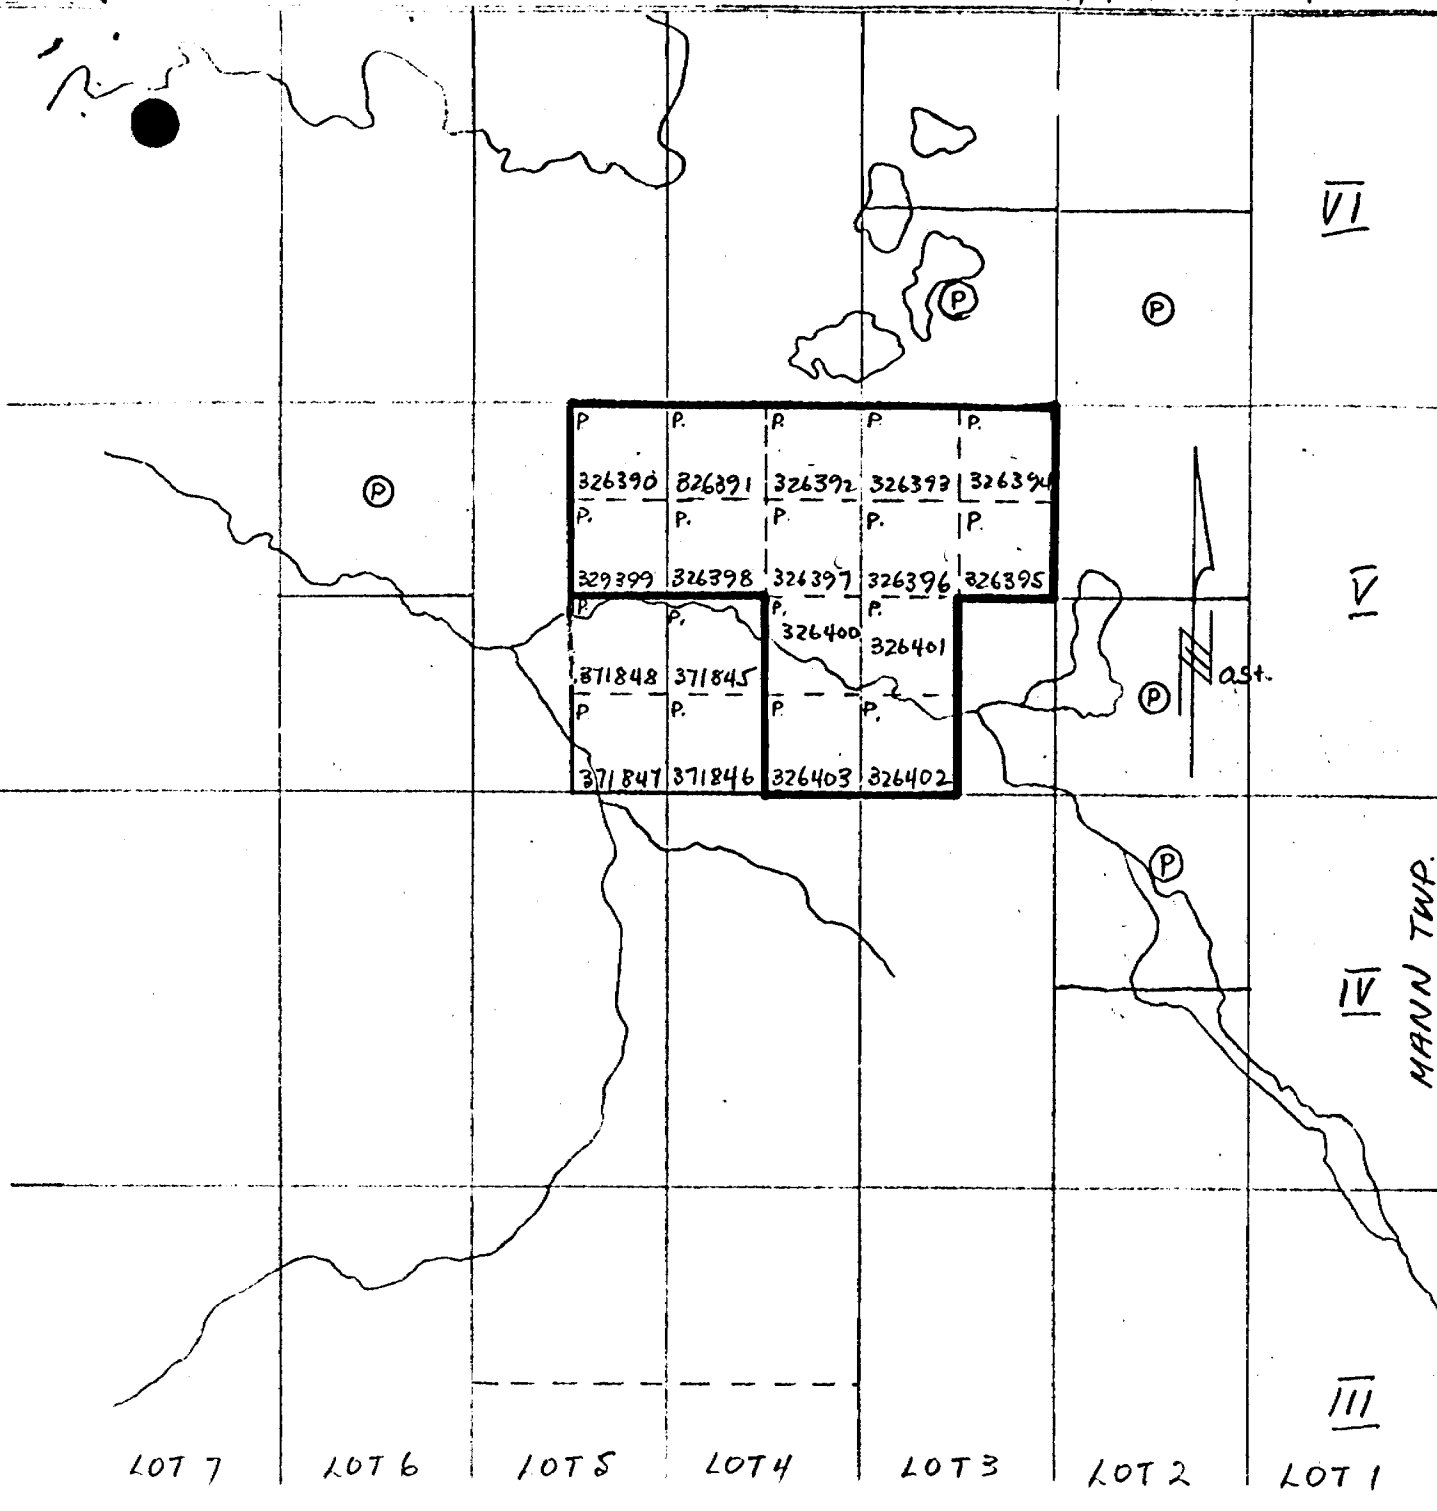 VI
P P
P P. P. P. P.
326390 326391 326392 326393 326394
P
P. P. P. P. P.
329399 326398 326397 326396 326395
V
P. P. P. P.
326400 326401
371848 371845
ast.
P
P P. P. P.
371847 371846 326403 326402
P
MANN TWP.
IV
III
LOT 7 LOT 6 LOT 5 LOT 4 LOT 3 LOT 2 LOT 1